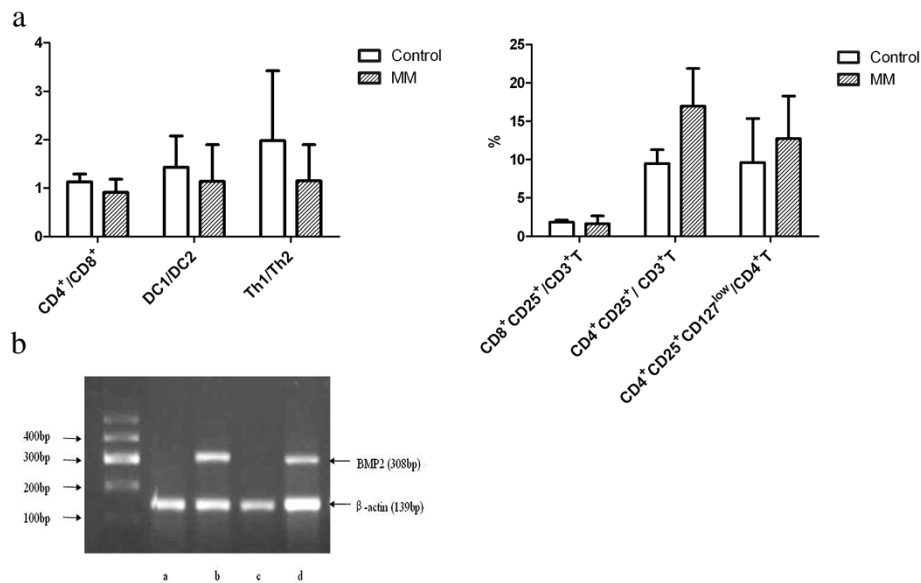 a
4
3
2
1
0
CD4⁺/CD8⁺
DC1/DC2
Th1/Th2
Control
MM
%
25
20
15
10
5
0
CD8⁺CD25⁺/CD3⁺T
CD4⁺CD25⁺/ CD3⁺T
CD4⁺CD25⁺CD127ˡᵒʷ/CD4⁺T
Control
MM
b
400bp
300bp
200bp
100bp
BMP2 (308bp)
β-actin (139bp)
a b c d